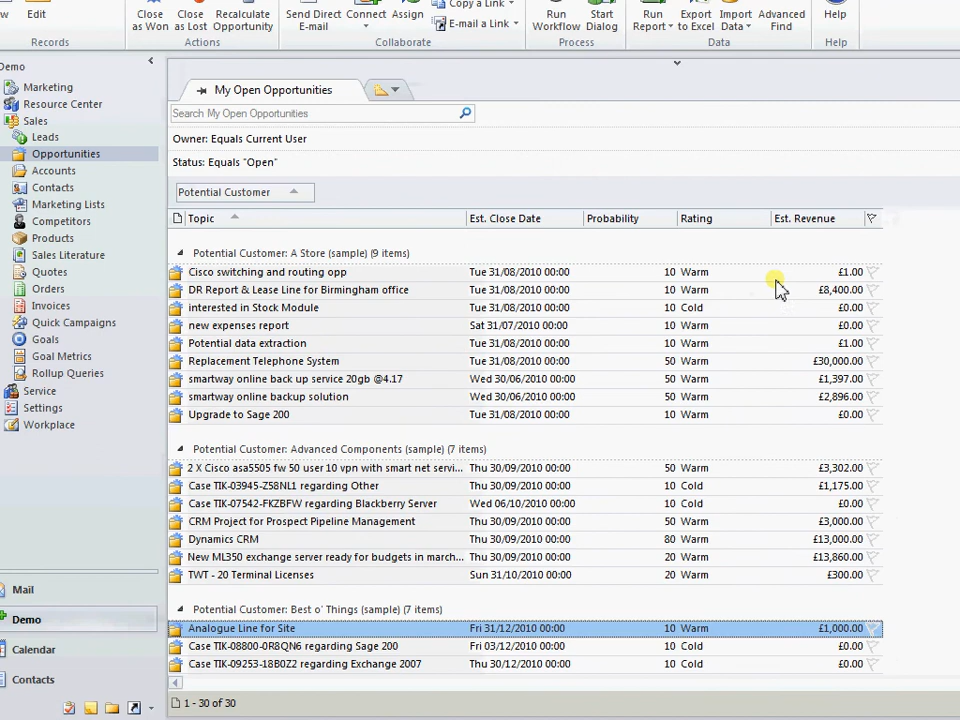 ew Edit Close as Won Close as Lost Recalculate Opportunity Send Direct E-mail Connect Assign Copy a Link E-mail a Link Run Workflow Start Dialog Run Report Export to Excel Import Data Advanced Find Help
Records Actions Collaborate Process Data Help
Demo
Marketing
Resource Center
Sales
Leads
Opportunities
Accounts
Contacts
Marketing Lists
Competitors
Products
Sales Literature
Quotes
Orders
Invoices
Quick Campaigns
Goals
Goal Metrics
Rollup Queries
Service
Settings
Workplace
Mail
Demo
Calendar
Contacts
My Open Opportunities
Search My Open Opportunities
Owner: Equals Current User
Status: Equals "Open"
Potential Customer
Topic Est. Close Date Probability Rating Est. Revenue
Potential Customer: A Store (sample) (9 items)
Cisco switching and routing opp Tue 31/08/2010 00:00 10 Warm £1.00
DR Report & Lease Line for Birmingham office Tue 31/08/2010 00:00 10 Warm £8,400.00
interested in Stock Module Tue 31/08/2010 00:00 10 Cold £0.00
new expenses report Sat 31/07/2010 00:00 10 Warm £0.00
Potential data extraction Tue 31/08/2010 00:00 10 Warm £1.00
Replacement Telephone System Tue 31/08/2010 00:00 50 Warm £30,000.00
smartway online back up service 20gb @4.17 Wed 30/06/2010 00:00 50 Warm £1,397.00
smartway online backup solution Wed 30/06/2010 00:00 50 Warm £2,896.00
Upgrade to Sage 200 Tue 31/08/2010 00:00 10 Warm £0.00
Potential Customer: Advanced Components (sample) (7 items)
2 X Cisco asa5505 fw 50 user 10 vpn with smart net servi... Thu 30/09/2010 00:00 50 Warm £3,302.00
Case TIK-03945-Z58NL1 regarding Other Thu 30/09/2010 00:00 10 Cold £1,175.00
Case TIK-07542-FKZBFW regarding Blackberry Server Wed 06/10/2010 00:00 10 Cold £0.00
CRM Project for Prospect Pipeline Management Thu 30/09/2010 00:00 50 Warm £3,000.00
Dynamics CRM Thu 30/09/2010 00:00 80 Warm £13,000.00
New ML350 exchange server ready for budgets in march... Thu 30/09/2010 00:00 20 Warm £13,860.00
TWT - 20 Terminal Licenses Sun 31/10/2010 00:00 20 Warm £300.00
Potential Customer: Best o' Things (sample) (7 items)
Analogue Line for Site Fri 31/12/2010 00:00 10 Warm £1,000.00
Case TIK-08800-0R8QN6 regarding Sage 200 Fri 03/12/2010 00:00 10 Cold £0.00
Case TIK-09253-18B0Z2 regarding Exchange 2007 Thu 30/12/2010 00:00 10 Cold £0.00
1 - 30 of 30